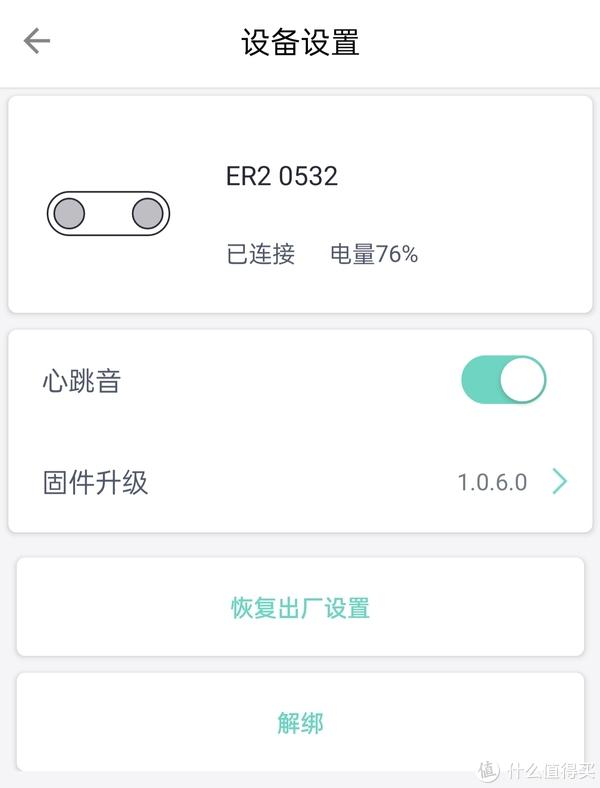 设备设置
ER2 0532
已连接 电量76%
心跳音
固件升级 1.0.6.0
恢复出厂设置
解绑
值 什么值得买